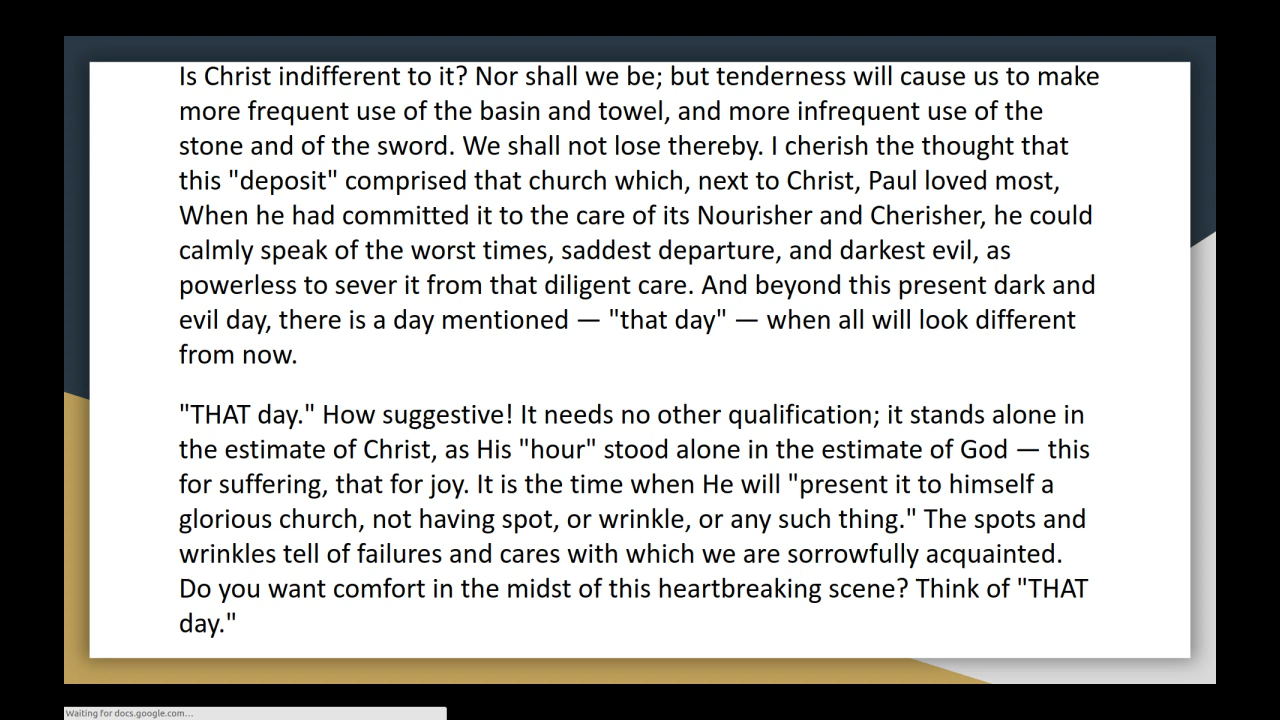 Is Christ indifferent to it? Nor shall we be; but tenderness will cause us to make
more frequent use of the basin and towel, and more infrequent use of the
stone and of the sword. We shall not lose thereby. I cherish the thought that
this "deposit" comprised that church which, next to Christ, Paul loved most,
When he had committed it to the care of its Nourisher and Cherisher, he could
calmly speak of the worst times, saddest departure, and darkest evil, as
powerless to sever it from that diligent care. And beyond this present dark and
evil day, there is a day mentioned — "that day" — when all will look different
from now.
"THAT day." How suggestive! It needs no other qualification; it stands alone in
the estimate of Christ, as His "hour" stood alone in the estimate of God — this
for suffering, that for joy. It is the time when He will "present it to himself a
glorious church, not having spot, or wrinkle, or any such thing." The spots and
wrinkles tell of failures and cares with which we are sorrowfully acquainted.
Do you want comfort in the midst of this heartbreaking scene? Think of "THAT
day."
Waiting for docs.google.com...